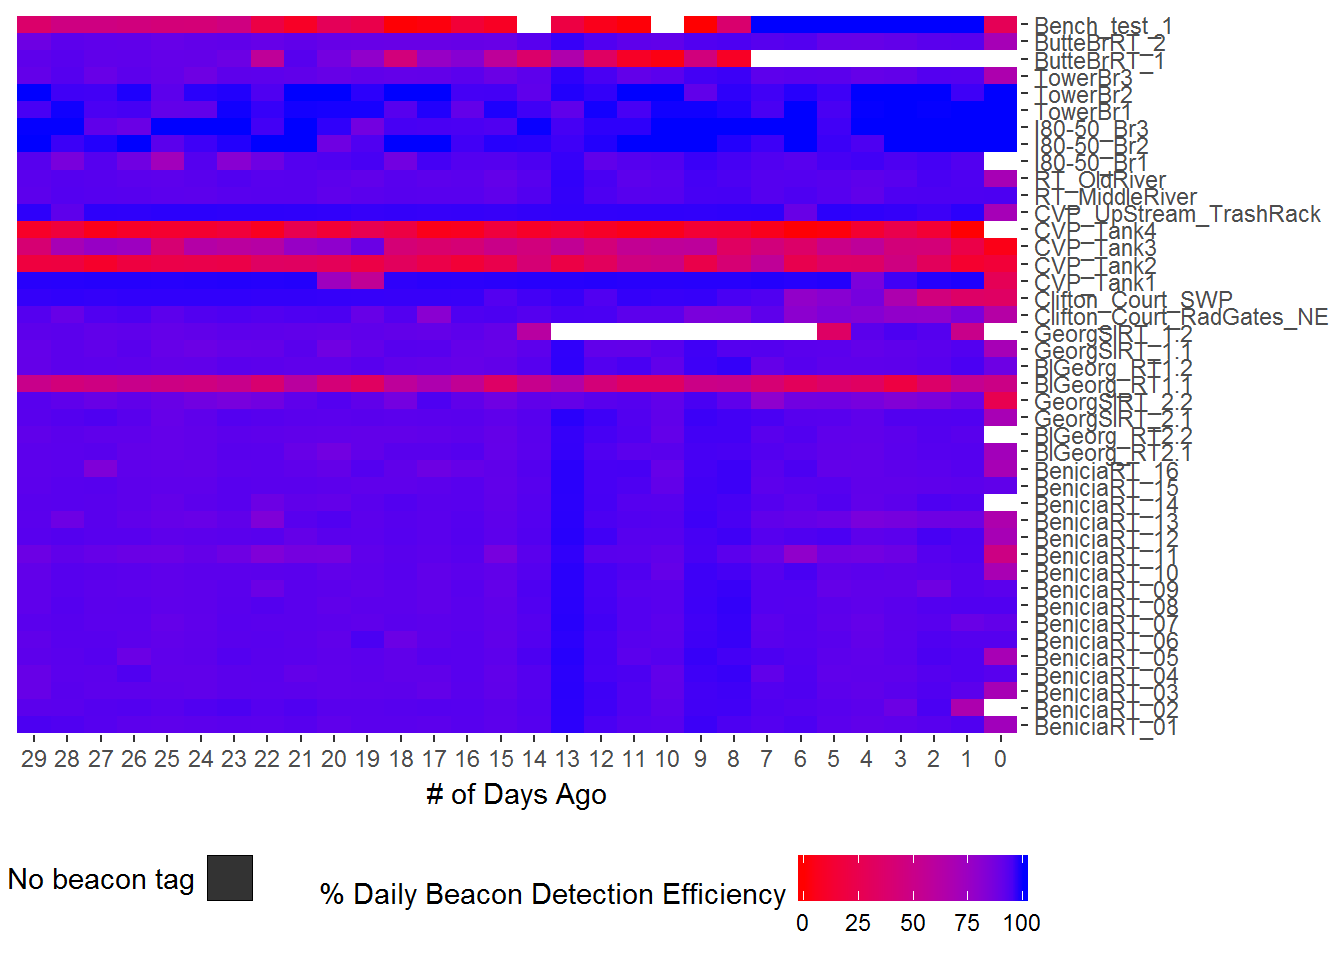 Bench_test_1
ButteBrRT_2
ButteBrRT_1
TowerBr3
TowerBr2
TowerBr1
I80-50_Br3
I80-50_Br2
I80-50_Br1
RT_OldRiver
RT_MiddleRiver
CVP_UpStream_TrashRack
CVP_Tank4
CVP_Tank3
CVP_Tank2
CVP_Tank1
Clifton_Court_SWP
Clifton_Court_RadGates_NE
GeorgSlRT_1.2
GeorgSlRT_1.1
BlGeorg_RT1.2
BlGeorg_RT1.1
GeorgSlRT_2.2
GeorgSlRT_2.1
BlGeorg_RT2.2
BlGeorg_RT2.1
BeniciaRT_16
BeniciaRT_15
BeniciaRT_14
BeniciaRT_13
BeniciaRT_12
BeniciaRT_11
BeniciaRT_10
BeniciaRT_09
BeniciaRT_08
BeniciaRT_07
BeniciaRT_06
BeniciaRT_05
BeniciaRT_04
BeniciaRT_03
BeniciaRT_02
BeniciaRT_01
29 28 27 26 25 24 23 22 21 20 19 18 17 16 15 14 13 12 11 10 9 8 7 6 5 4 3 2 1 0
# of Days Ago
No beacon tag
% Daily Beacon Detection Efficiency
0 25 50 75 100